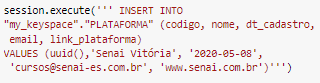 session.execute(''' INSERT INTO
"my_keyspace"."PLATAFORMA" (codigo, nome, dt_cadastro,
email, link_plataforma)
VALUES (uuid(),'Senai Vitória', '2020-05-08',
'cursos@senai-es.com.br', 'www.senai.com.br')''')